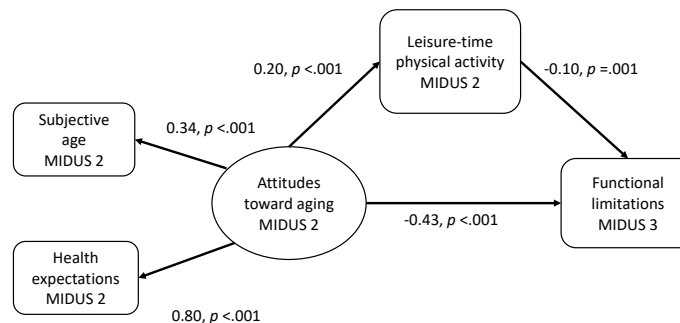 Leisure-time
physical activity
MIDUS 2
0.20, p <.001
-0.10, p =.001
Subjective
age
MIDUS 2
0.34, p <.001
Attitudes
toward aging
MIDUS 2
Functional
limitations
MIDUS 3
-0.43, p <.001
Health
expectations
MIDUS 2
0.80, p <.001